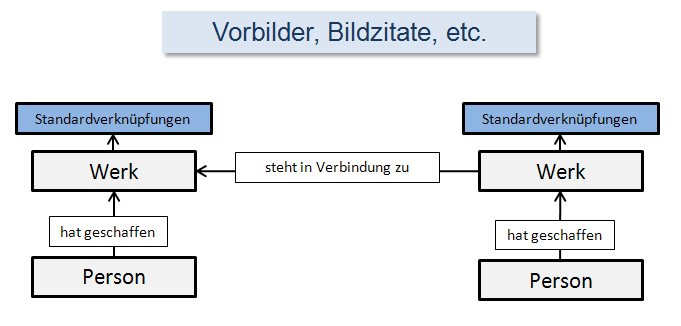 Vorbilder, Bildzitate, etc.
Standardverknüpfungen
Standardverknüpfungen
Werk
steht in Verbindung zu
Werk
hat geschaffen
hat geschaffen
Person
Person